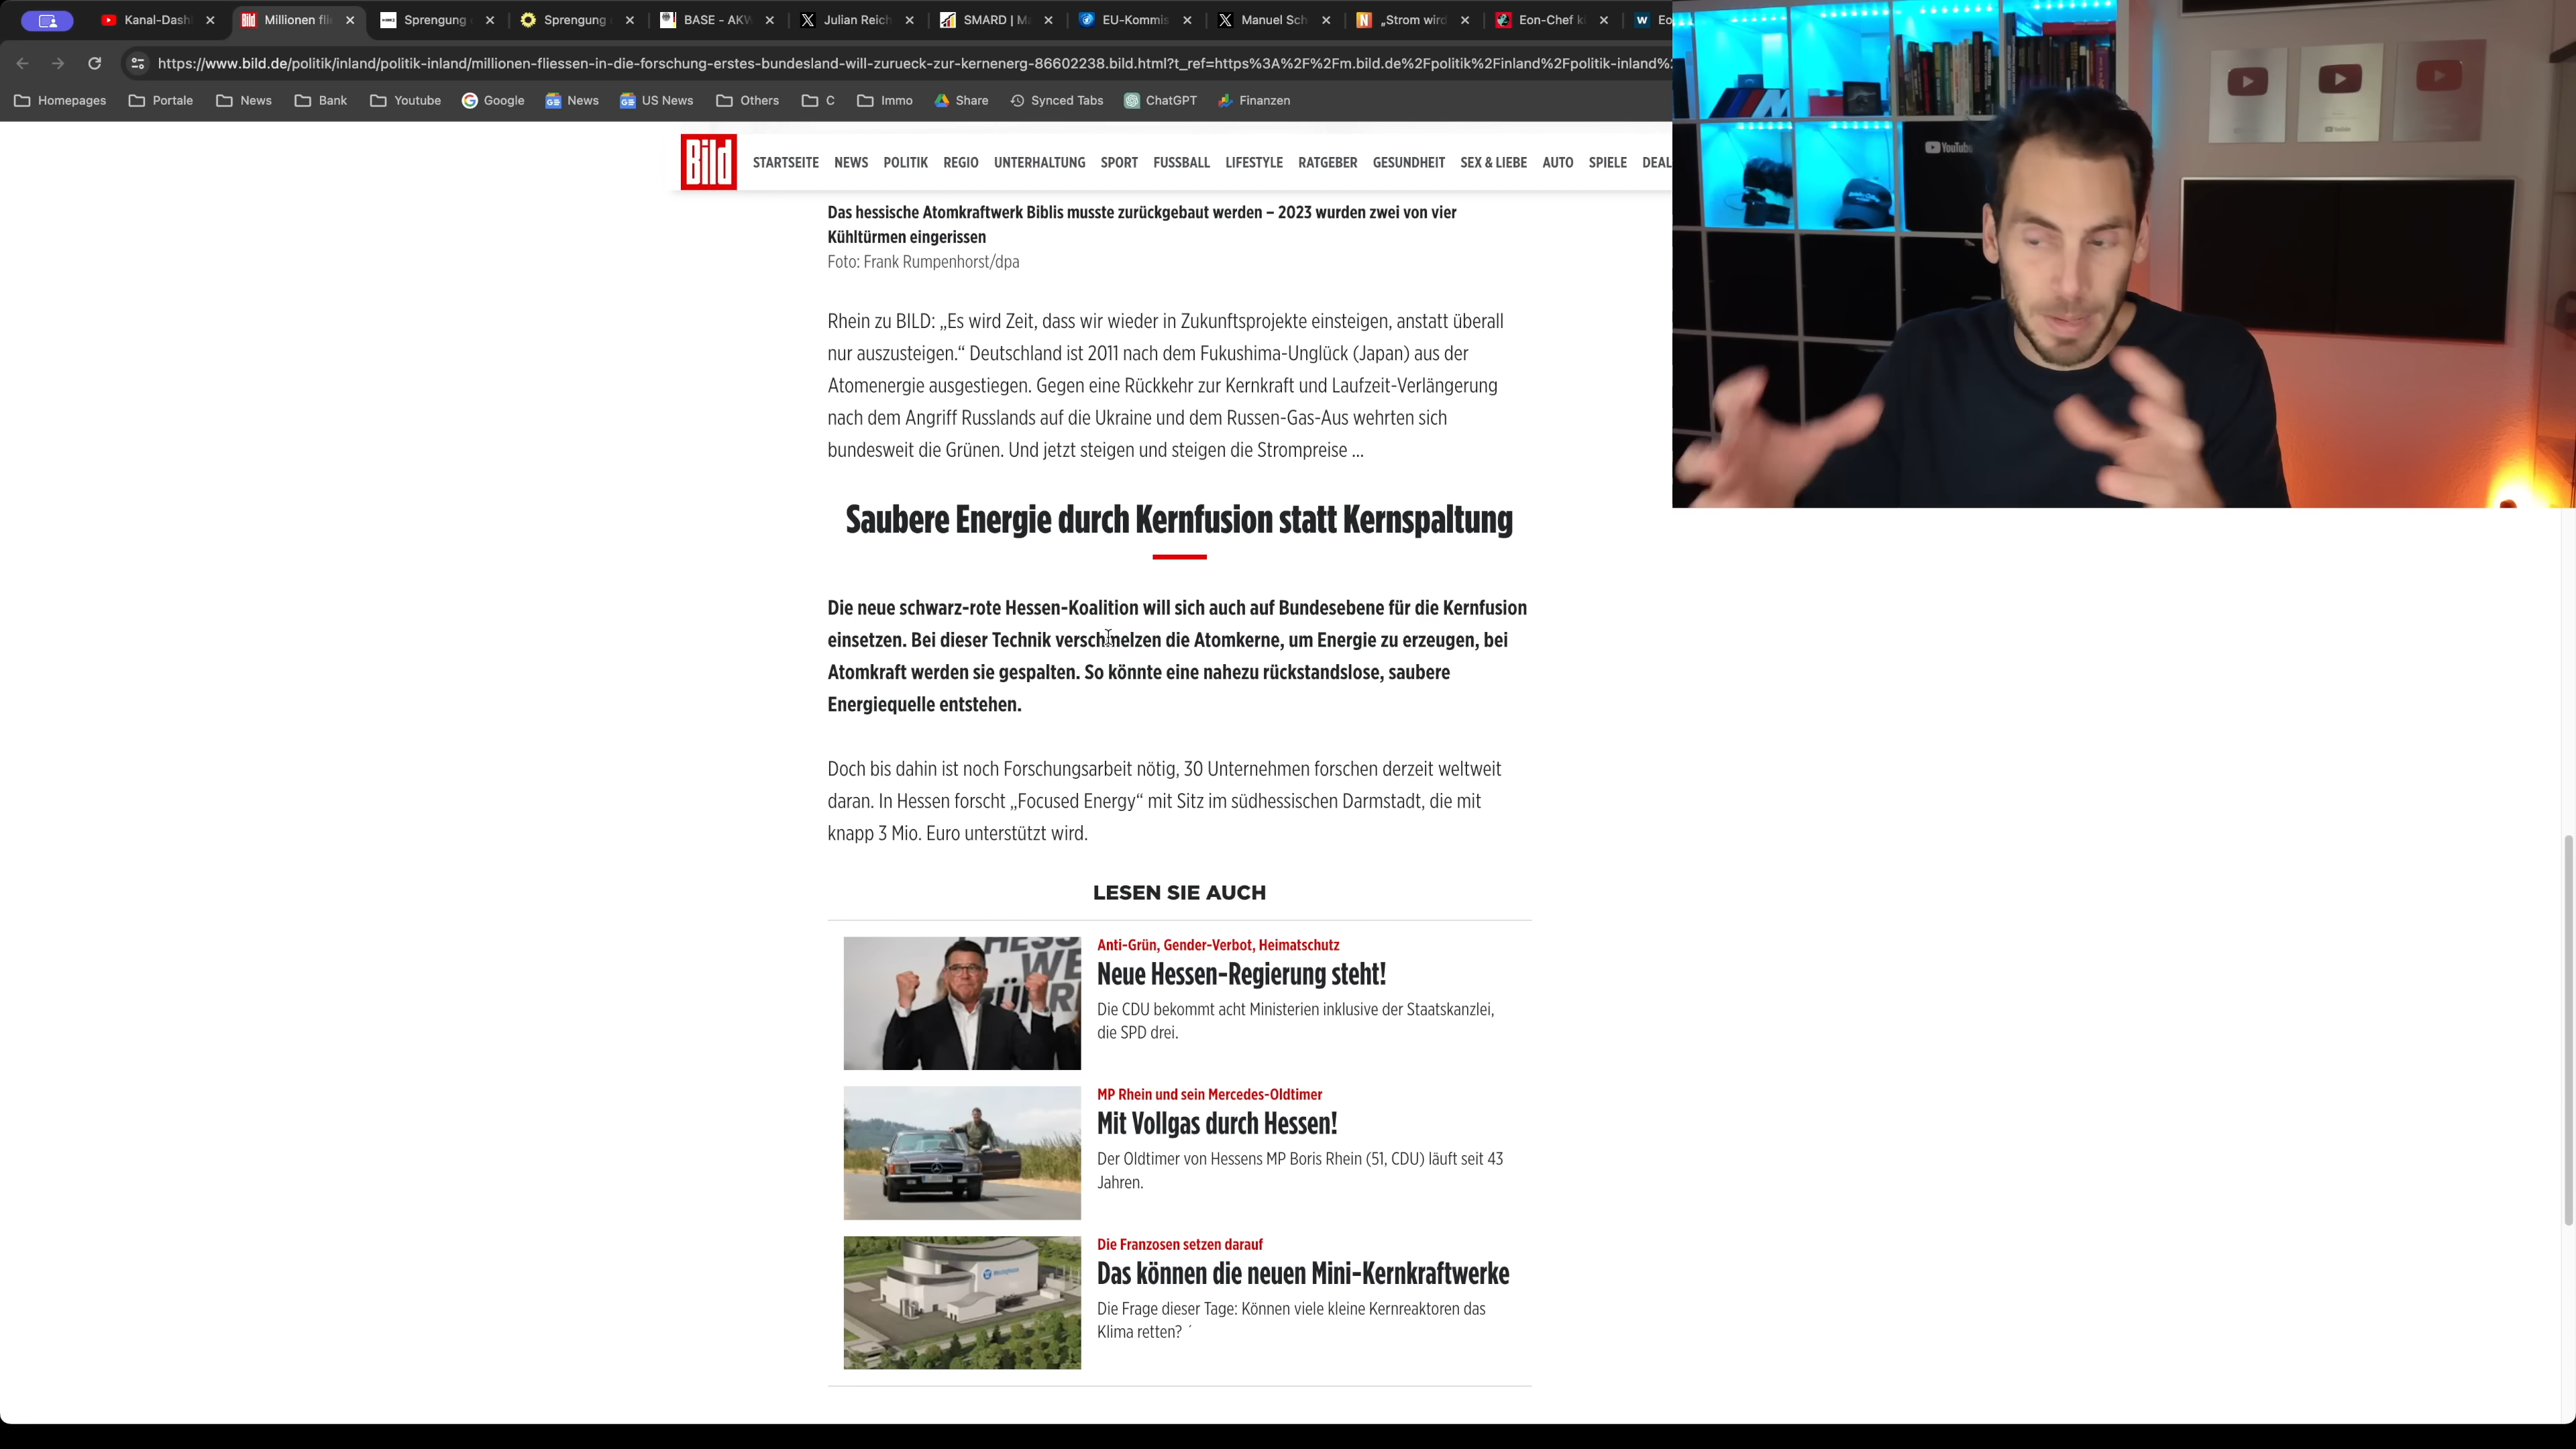 Kanal-Dash
Millionen fli
Sprengung
Sprengung
BASE - AKW
Julian Reich
SMARD | Ma
EU-Kommis
Manuel Sch
„Strom wird
Eon-Chef k
Eo
https://www.bild.de/politik/inland/politik-inland/millionen-fliessen-in-die-forschung-erstes-bundesland-will-zurueck-zur-kernenerg-86602238.bild.html?t_ref=https%3A%2F%2Fm.bild.de%2Fpolitik%2Finland%2Fpolitik-inland%2
Homepages Portale News Bank Youtube Google News US News Others C Immo Share Synced Tabs ChatGPT Finanzen
Bild
STARTSEITE NEWS POLITIK REGIO UNTERHALTUNG SPORT FUSSBALL LIFESTYLE RATGEBER GESUNDHEIT SEX & LIEBE AUTO SPIELE DEAL
YouTube
Das hessische Atomkraftwerk Biblis musste zurückgebaut werden – 2023 wurden zwei von vier
Kühltürmen eingerissen
Foto: Frank Rumpenhorst/dpa
Rhein zu BILD: „Es wird Zeit, dass wir wieder in Zukunftsprojekte einsteigen, anstatt überall
nur auszusteigen.“ Deutschland ist 2011 nach dem Fukushima-Unglück (Japan) aus der
Atomenergie ausgestiegen. Gegen eine Rückkehr zur Kernkraft und Laufzeit-Verlängerung
nach dem Angriff Russlands auf die Ukraine und dem Russen-Gas-Aus wehrten sich
bundesweit die Grünen. Und jetzt steigen und steigen die Strompreise ...
Saubere Energie durch Kernfusion statt Kernspaltung
Die neue schwarz-rote Hessen-Koalition will sich auch auf Bundesebene für die Kernfusion
einsetzen. Bei dieser Technik verschmelzen die Atomkerne, um Energie zu erzeugen, bei
Atomkraft werden sie gespalten. So könnte eine nahezu rückstandslose, saubere
Energiequelle entstehen.
Doch bis dahin ist noch Forschungsarbeit nötig, 30 Unternehmen forschen derzeit weltweit
daran. In Hessen forscht „Focused Energy“ mit Sitz im südhessischen Darmstadt, die mit
knapp 3 Mio. Euro unterstützt wird.
LESEN SIE AUCH
Anti-Grün, Gender-Verbot, Heimatschutz
Neue Hessen-Regierung steht!
Die CDU bekommt acht Ministerien inklusive der Staatskanzlei,
die SPD drei.
MP Rhein und sein Mercedes-Oldtimer
Mit Vollgas durch Hessen!
Der Oldtimer von Hessens MP Boris Rhein (51, CDU) läuft seit 43
Jahren.
Die Franzosen setzen darauf
Das können die neuen Mini-Kernkraftwerke
Die Frage dieser Tage: Können viele kleine Kernreaktoren das
Klima retten? ´